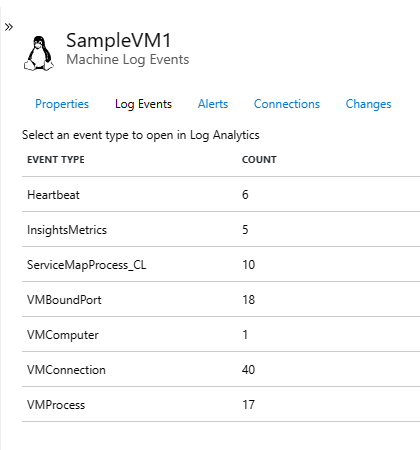 »
SampleVM1
Machine Log Events
Properties Log Events Alerts Connections Changes
Select an event type to open in Log Analytics
EVENT TYPE COUNT
Heartbeat 6
InsightsMetrics 5
ServiceMapProcess_CL 10
VMBoundPort 18
VMComputer 1
VMConnection 40
VMProcess 17